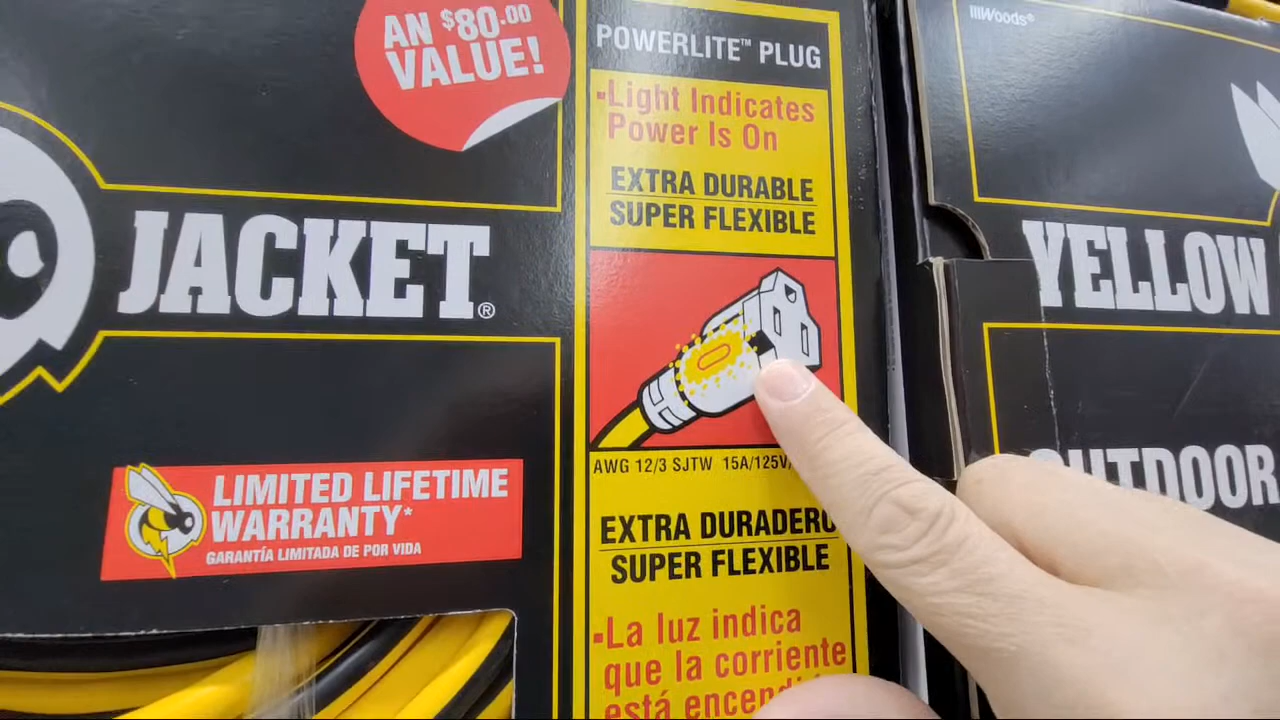 AN $80.00
VALUE!
JACKET®
LIMITED LIFETIME
WARRANTY*
GARANTÍA LIMITADA DE POR VIDA
POWERLITE™ PLUG
▪Light Indicates
Power Is On
EXTRA DURABLE
SUPER FLEXIBLE
AWG 12/3 SJTW 15A/125V/
EXTRA DURADERO
SUPER FLEXIBLE
▪La luz indica
que la corriente
está encendi
Woods®
YELLOW
OUTDOOR